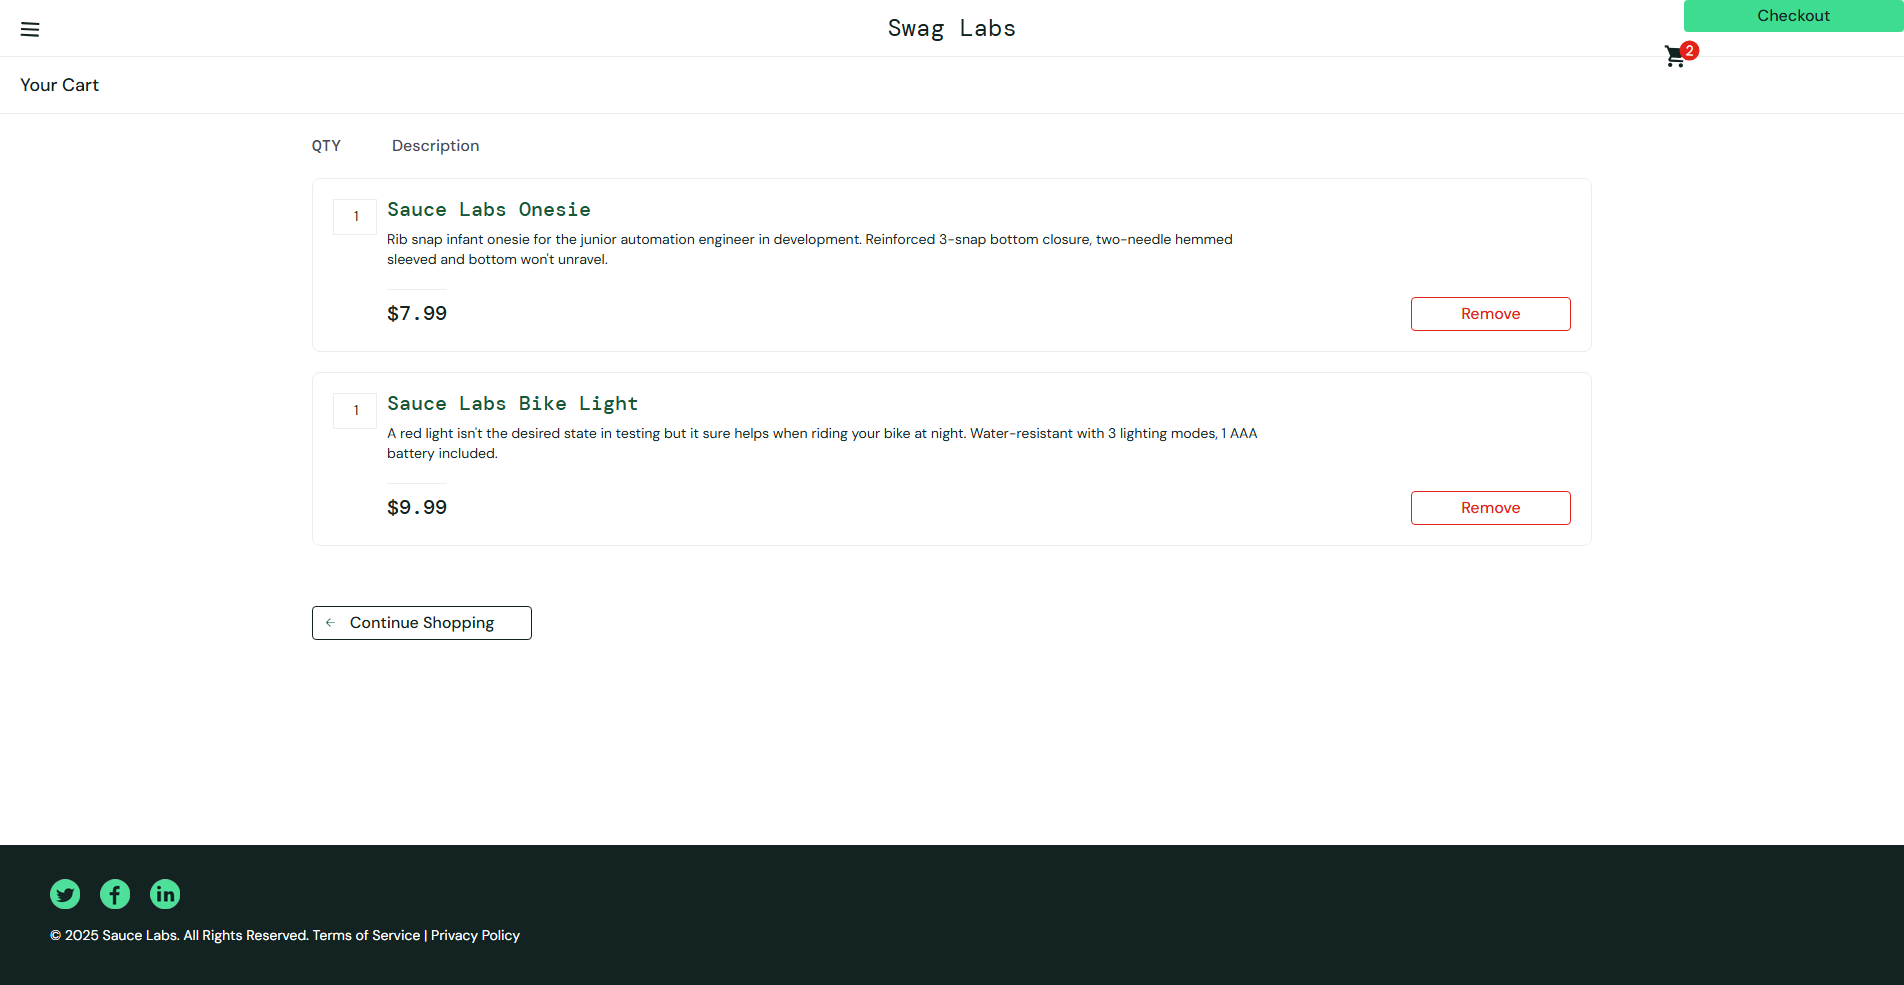 Swag Labs
Checkout
2
Your Cart
QTY Description
1
Sauce Labs Onesie
Rib snap infant onesie for the junior automation engineer in development. Reinforced 3-snap bottom closure, two-needle hemmed
sleeved and bottom won't unravel.
$7.99
Remove
1
Sauce Labs Bike Light
A red light isn't the desired state in testing but it sure helps when riding your bike at night. Water-resistant with 3 lighting modes, 1 AAA
battery included.
$9.99
Remove
Continue Shopping
© 2025 Sauce Labs. All Rights Reserved. Terms of Service | Privacy Policy